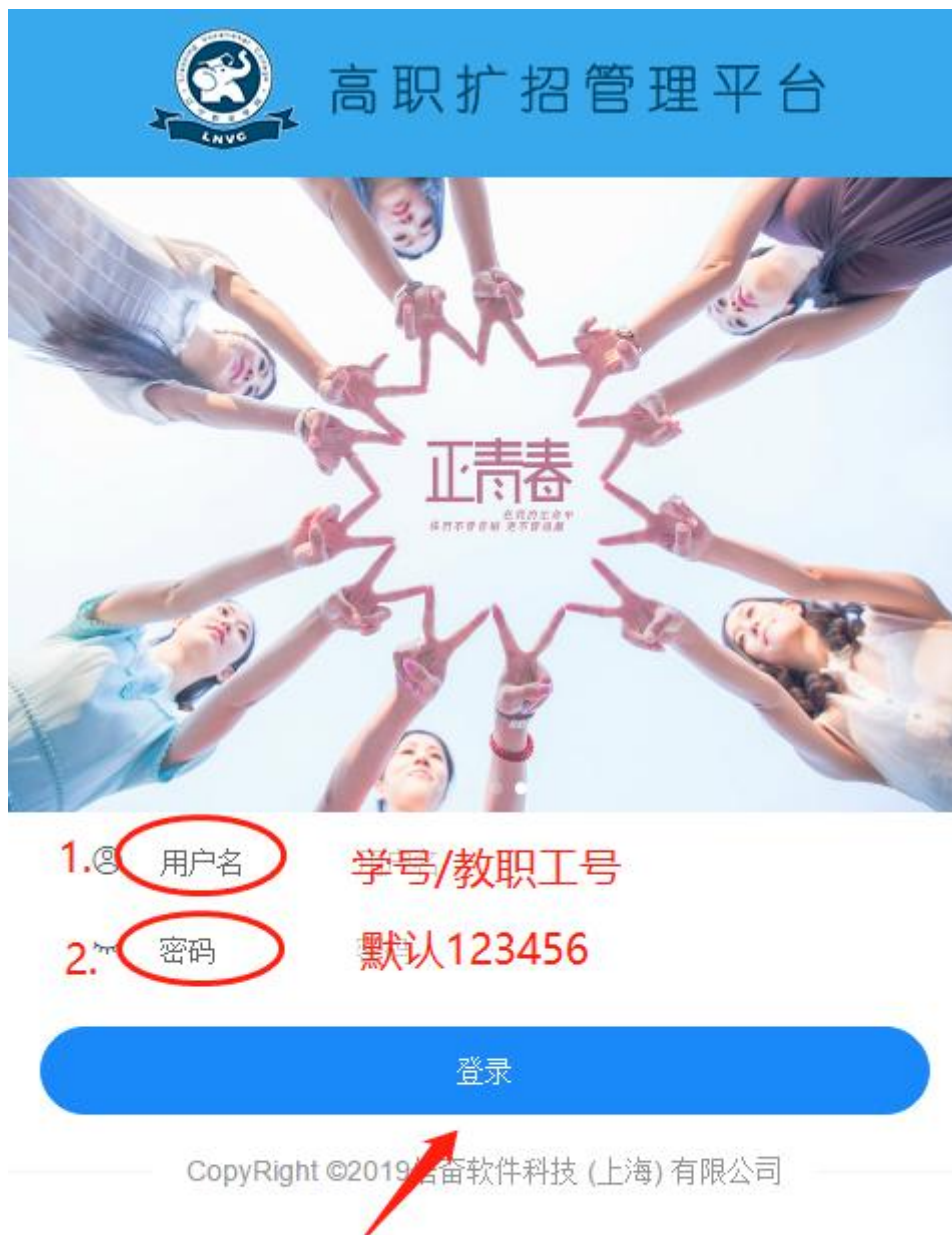 LNVC
高职扩招管理平台
正青春
1. 用户名 学号/教职工号
2. 密码 默认123456
登录
CopyRight ©2019 奋软件科技 (上海) 有限公司